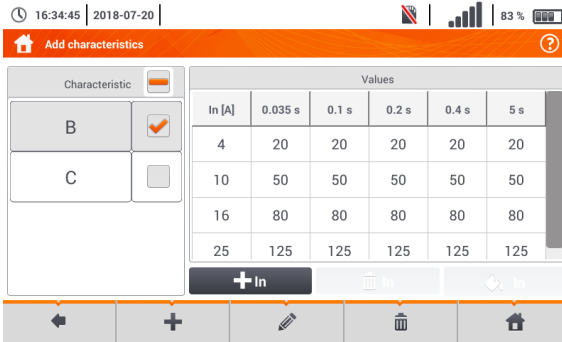 16:34:45 2018-07-20 83 %
Add characteristics ?
Characteristic
B
C
Values
In [A] 0.035 s 0.1 s 0.2 s 0.4 s 5 s
4 20 20 20 20 20
10 50 50 50 50 50
16 80 80 80 80 80
25 125 125 125 125 125
+In In In